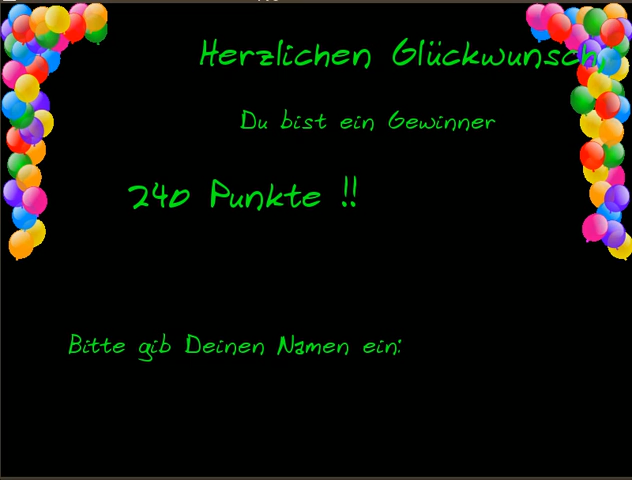 Herzlichen Glückwunsch
Du bist ein Gewinner
240 Punkte !!
Bitte gib Deinen Namen ein: